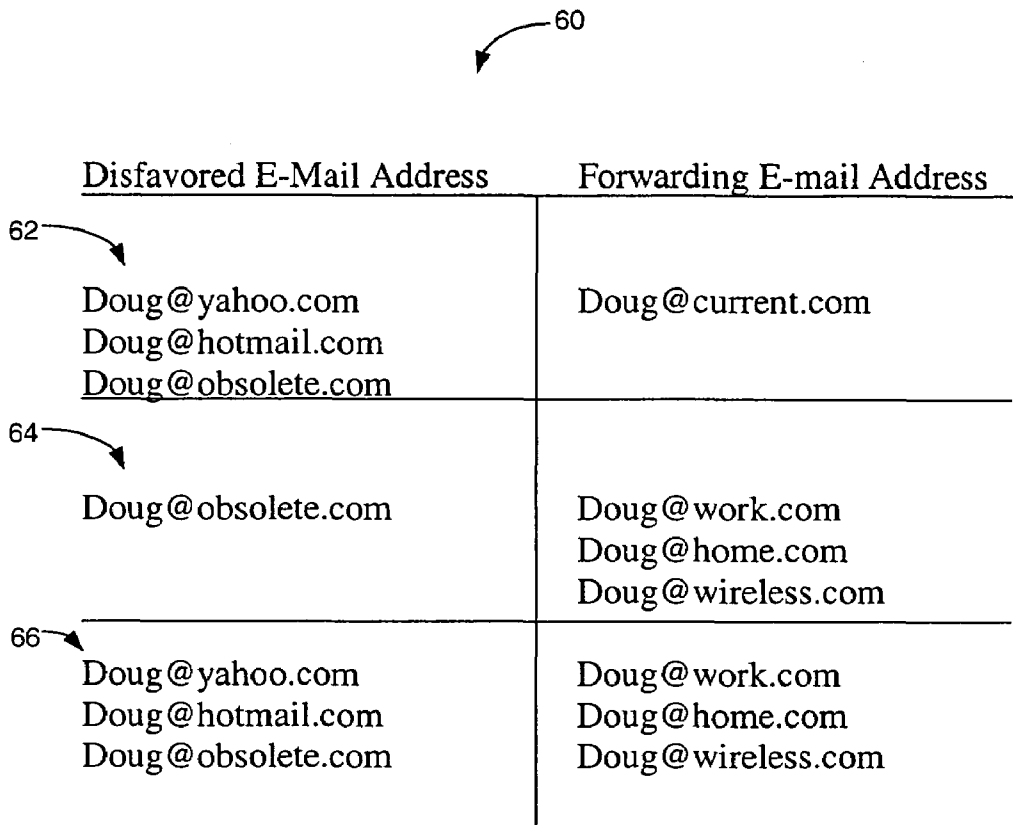 60
Disfavored E-Mail Address Forwarding E-mail Address
62
Doug@yahoo.com Doug@current.com
Doug@hotmail.com
Doug@obsolete.com
64
Doug@obsolete.com Doug@work.com
Doug@home.com
Doug@wireless.com
66
Doug@yahoo.com Doug@work.com
Doug@hotmail.com Doug@home.com
Doug@obsolete.com Doug@wireless.com